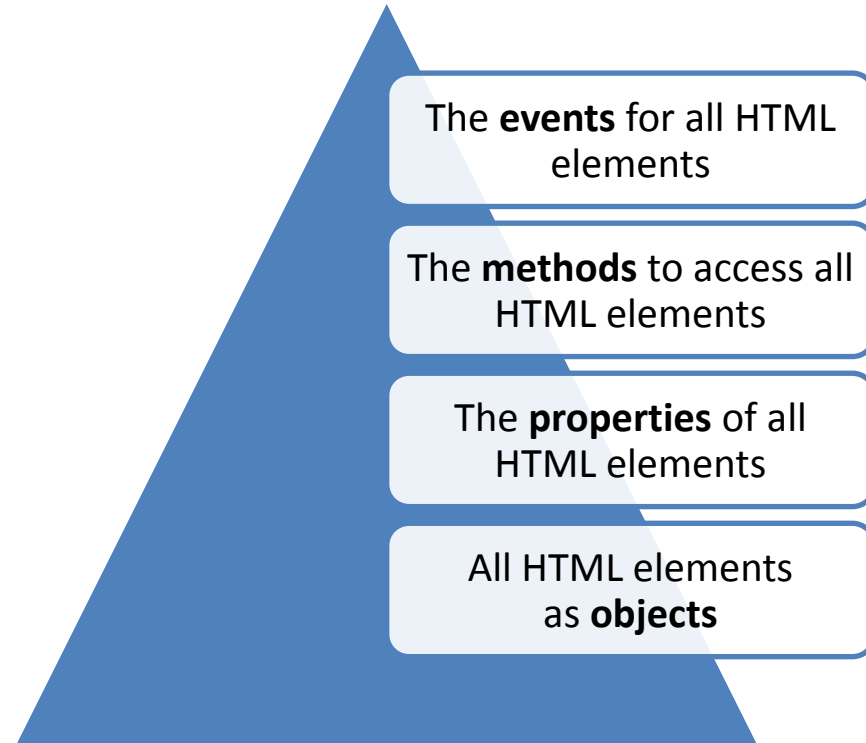 The events for all HTML
elements
The methods to access all
HTML elements
The properties of all
HTML elements
All HTML elements
as objects